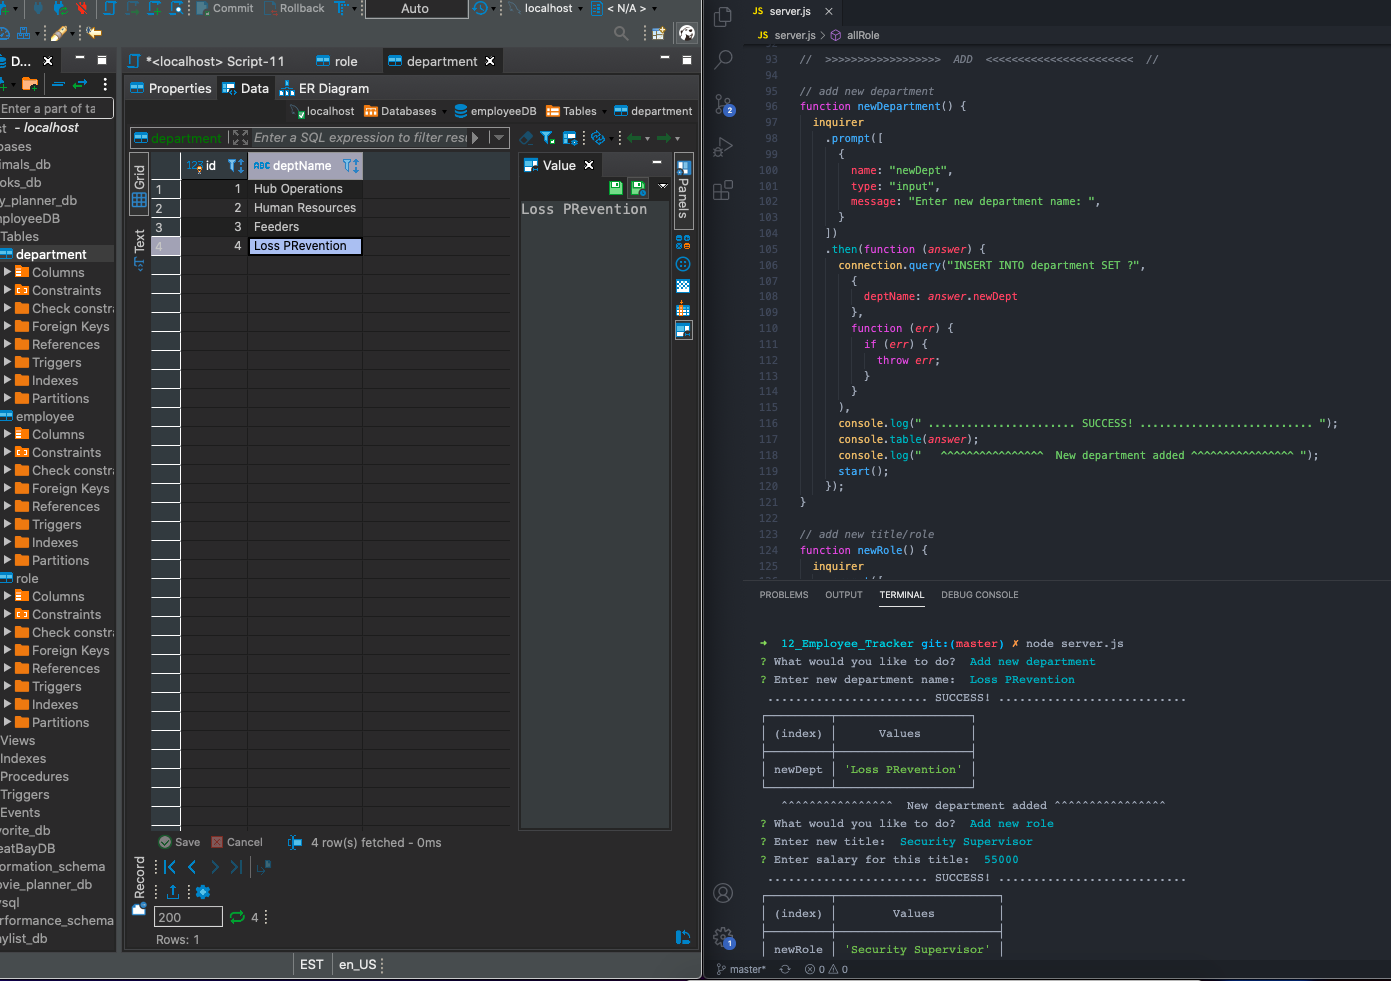 Commit
Rollback
Auto
localhost
< N/A >
D...
*<localhost> Script-11
role
department
Enter a part of ta
- localhost
Properties
Data
ER Diagram
localhost
Databases
employeeDB
Tables
department
department
Enter a SQL expression to filter resu
Grid
Text
123 id
ABC deptName
1 1 Hub Operations
2 2 Human Resources
3 3 Feeders
4 4 Loss PRevention
Value
Loss PRevention
Panels
bases
imals_db
oks_db
y_planner_db
nployeeDB
Tables
department
Columns
Constraints
Check constra
Foreign Keys
References
Triggers
Indexes
Partitions
employee
Columns
Constraints
Check constra
Foreign Keys
References
Triggers
Indexes
Partitions
role
Columns
Constraints
Check constra
Foreign Keys
References
Triggers
Indexes
Partitions
Views
Indexes
Procedures
Triggers
Events
vorite_db
eatBayDB
ormation_schema
ovie_planner_db
ysql
rformance_schema
aylist_db
Save
Cancel
4 row(s) fetched - 0ms
Record
200
4
Rows: 1
EST
en_US
JS server.js
JS server.js > allRole
93 // >>>>>>>>>>>>>>>>>> ADD <<<<<<<<<<<<<<<<<<<<<<< //
94
95 // add new department
96 function newDepartment() {
97 inquirer
98 .prompt([
99 {
100 name: "newDept",
101 type: "input",
102 message: "Enter new department name: ",
103 }
104 ])
105 .then(function (answer) {
106 connection.query("INSERT INTO department SET ?",
107 {
108 deptName: answer.newDept
109 },
110 function (err) {
111 if (err) {
112 throw err;
113 }
114 }
115 ),
116 console.log(" ....................... SUCCESS! ........................... ");
117 console.table(answer);
118 console.log("   ^^^^^^^^^^^^^^^^  New department added ^^^^^^^^^^^^^^^^ ");
119 start();
120 });
121 }
122
123 // add new title/role
124 function newRole() {
125 inquirer
PROBLEMS
OUTPUT
TERMINAL
DEBUG CONSOLE
➜ 12_Employee_Tracker git:(master) ✗ node server.js
? What would you like to do? Add new department
? Enter new department name: Loss PRevention
....................... SUCCESS! ...........................
(index) Values
newDept 'Loss PRevention'
^^^^^^^^^^^^^^^^ New department added ^^^^^^^^^^^^^^^^
? What would you like to do? Add new role
? Enter new title: Security Supervisor
? Enter salary for this title: 55000
....................... SUCCESS! ...........................
(index) Values
newRole 'Security Supervisor'
2
1
master*
0
0